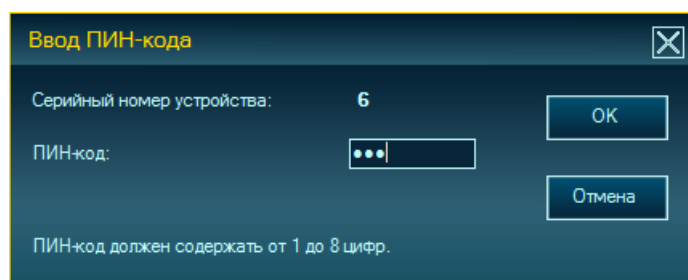 Ввод ПИН-кода
Серийный номер устройства: 6
OK
ПИН-код: •••
Отмена
ПИН-код должен содержать от 1 до 8 цифр.